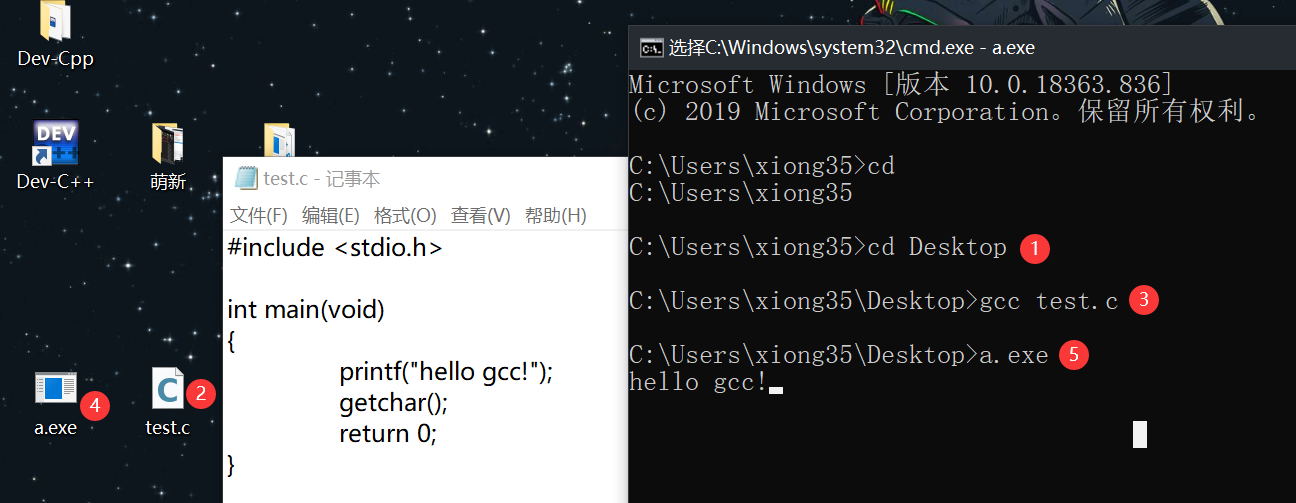 Dev-Cpp
DEV
Dev-C++
萌新
a.exe
4
C
2
test.c
test.c - 记事本
文件(F) 编辑(E) 格式(O) 查看(V) 帮助(H)
#include <stdio.h>
int main(void)
{
printf("hello gcc!");
getchar();
return 0;
}
选择C:\Windows\system32\cmd.exe - a.exe
Microsoft Windows [版本 10.0.18363.836]
(c) 2019 Microsoft Corporation。保留所有权利。
C:\Users\xiong35>cd
C:\Users\xiong35
C:\Users\xiong35>cd Desktop 1
C:\Users\xiong35\Desktop>gcc test.c 3
C:\Users\xiong35\Desktop>a.exe 5
hello gcc!